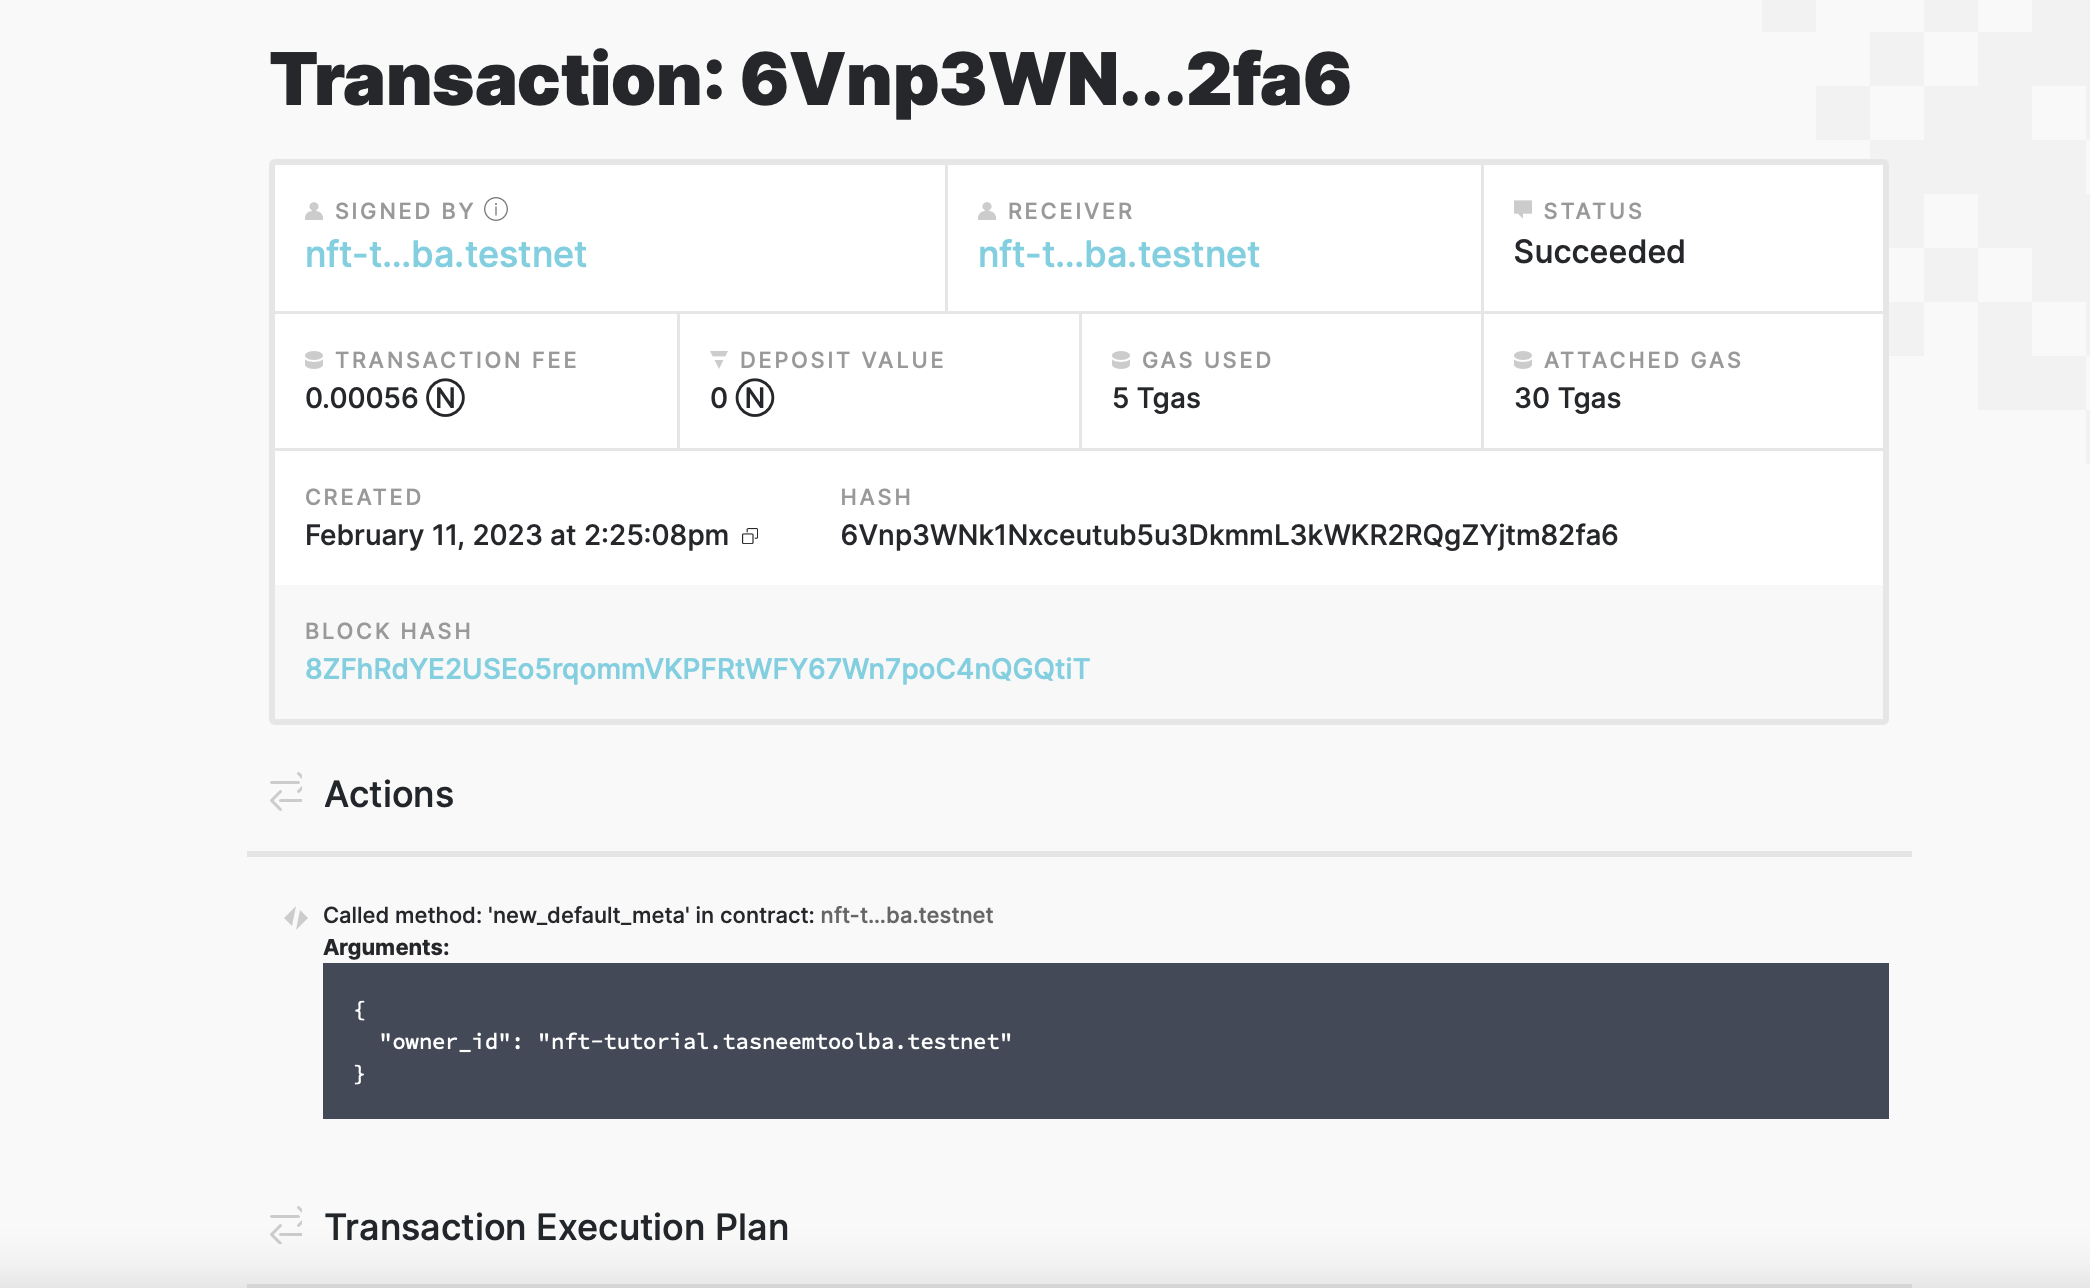 Transaction: 6Vnp3WN...2fa6
SIGNED BY
nft-t...ba.testnet
RECEIVER
nft-t...ba.testnet
STATUS
Succeeded
TRANSACTION FEE
0.00056 N
DEPOSIT VALUE
0 N
GAS USED
5 Tgas
ATTACHED GAS
30 Tgas
CREATED
February 11, 2023 at 2:25:08pm
HASH
6Vnp3WNk1Nxceutub5u3DkmmL3kWKR2RQgZYjtm82fa6
BLOCK HASH
8ZFhRdYE2USEo5rqommVKPFRtWFY67Wn7poC4nQGQtiT
Actions
Called method: 'new_default_meta' in contract: nft-t...ba.testnet
Arguments:
{
"owner_id": "nft-tutorial.tasneemtoolba.testnet"
}
Transaction Execution Plan